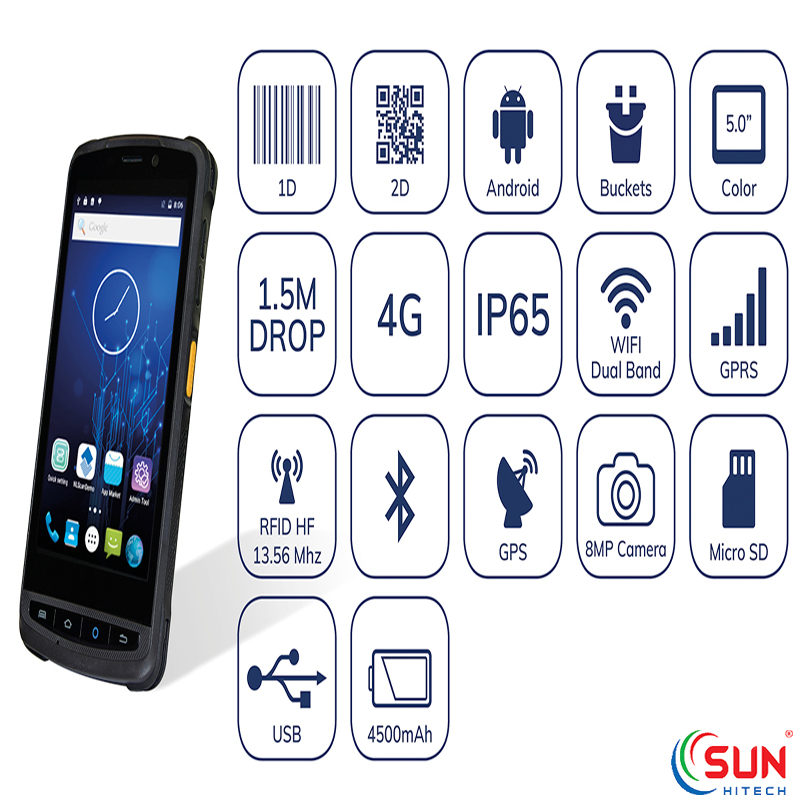 8:06
Google
Quick setting
NLScanDemo
App Market
Admin Tool
1D
2D
Android
Buckets
5.0”
Color
1.5M
DROP
4G
IP65
WIFI
Dual Band
GPRS
RFID HF
13.56 Mhz
GPS
8MP Camera
Micro SD
USB
4500mAh
SUN®
HITECH